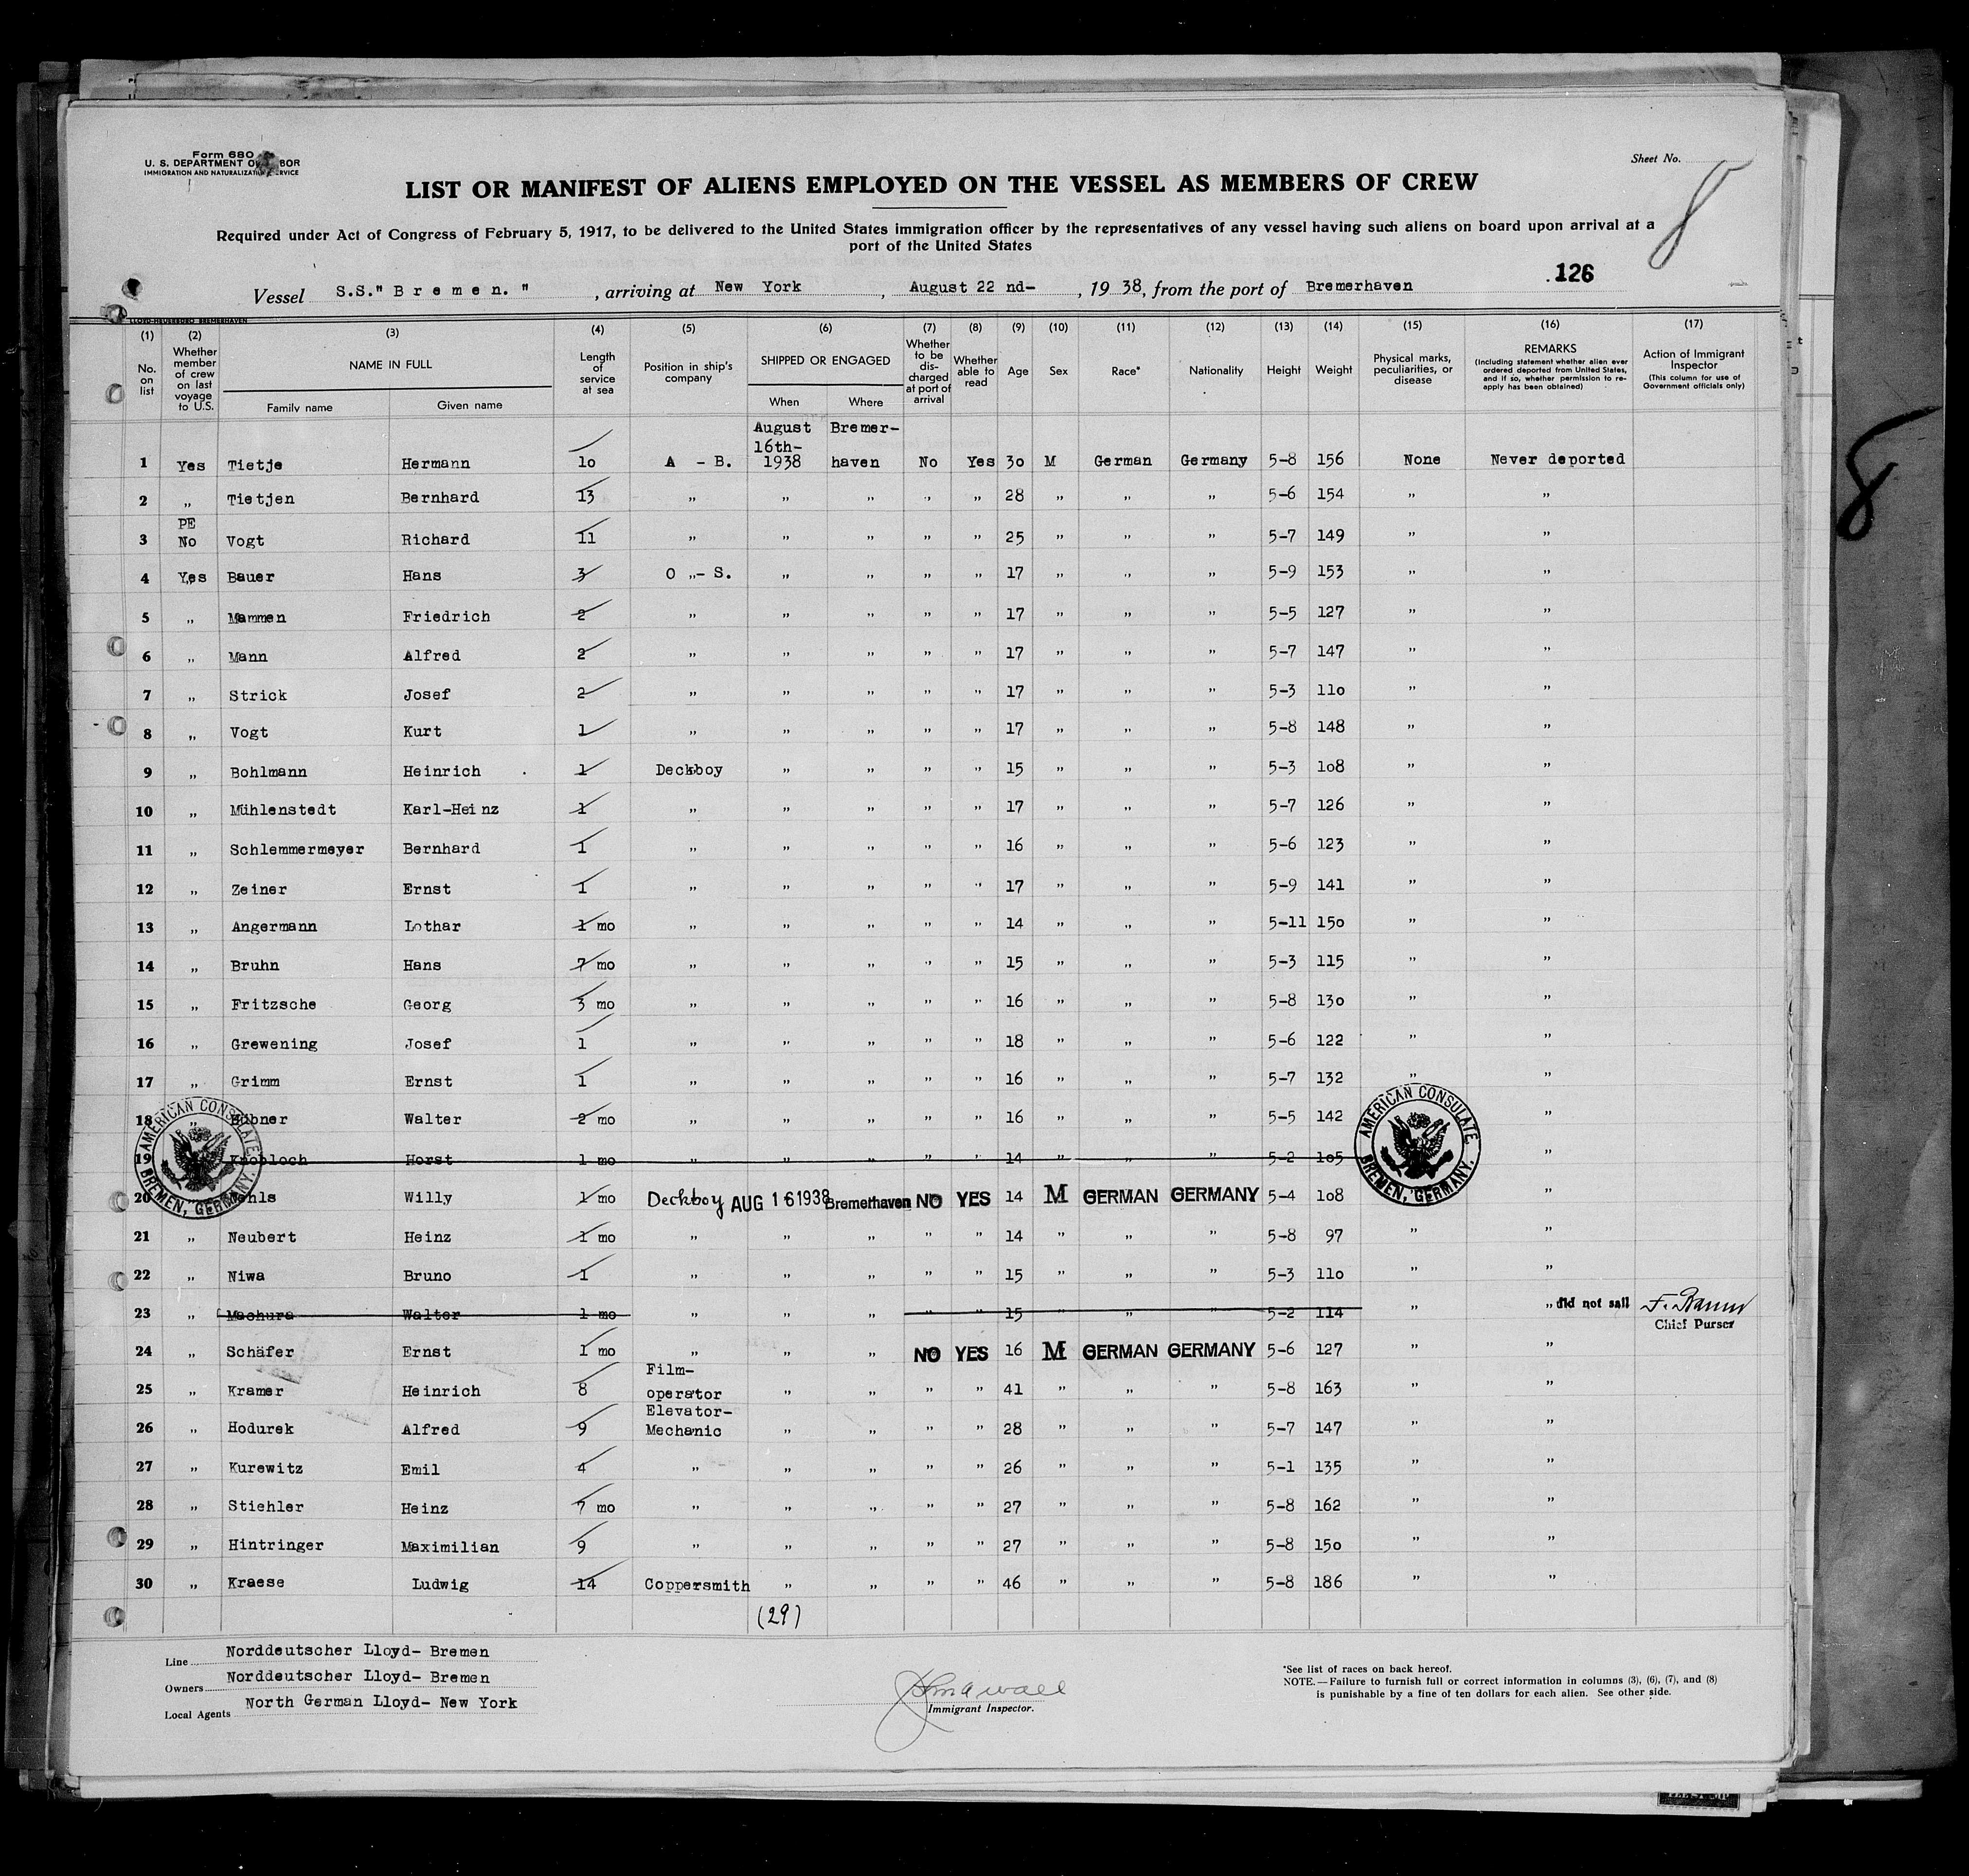 Form 680
U. S. DEPARTMENT OF LABOR
IMMIGRATION AND NATURALIZATION SERVICE
Sheet No. 8
LIST OR MANIFEST OF ALIENS EMPLOYED ON THE VESSEL AS MEMBERS OF CREW
Required under Act of Congress of February 5, 1917, to be delivered to the United States immigration officer by the representatives of any vessel having such aliens on board upon arrival at a
port of the United States
126
Vessel S.S." B r e m e n. " , arriving at New York , August 22 nd- , 19 38, from the port of Bremerhaven
LLOYD-HEUERBÜRO BREMERHAVEN
(1) (2) (3) (4) (5) (6) (7) (8) (9) (10) (11) (12) (13) (14) (15) (16) (17)
No. on list
Whether member of crew on last voyage to U.S.
NAME IN FULL
Family name Given name
Length of service at sea
Position in ship's company
SHIPPED OR ENGAGED
When Where
Whether to be discharged at port of arrival
Whether able to read
Age
Sex
Race*
Nationality
Height
Weight
Physical marks, peculiarities, or disease
REMARKS
(Including statement whether alien ever ordered deported from United States, and if so, whether permission to reapply has been obtained)
Action of Immigrant Inspector
(This column for use of Government officials only)
August Bremer-
16th-
1 Yes Tietje Hermann 10 A - B. 1938 haven No Yes 30 M German Germany 5-8 156 None Never deported
2 „ Tietjen Bernhard 13 „ „ „ „ „ 28 „ „ „ 5-6 154 „ „
PE
3 No Vogt Richard 11 „ „ „ „ „ 25 „ „ „ 5-7 149 „ „
4 Yes Bauer Hans 3 O „- S. „ „ „ „ 17 „ „ „ 5-9 153 „ „
5 „ Mammen Friedrich 2 „ „ „ „ „ 17 „ „ „ 5-5 127 „ „
6 „ Mann Alfred 2 „ „ „ „ „ 17 „ „ „ 5-7 147 „ „
7 „ Strick Josef 2 „ „ „ „ „ 17 „ „ „ 5-3 110 „ „
8 „ Vogt Kurt 1 „ „ „ „ „ 17 „ „ „ 5-8 148 „ „
9 „ Bohlmann Heinrich 1 Deckboy „ „ „ „ 15 „ „ „ 5-3 108 „ „
10 „ Mühlenstedt Karl-Heinz 1 „ „ „ „ „ 17 „ „ „ 5-7 126 „ „
11 „ Schlemmermeyer Bernhard 1 „ „ „ „ „ 16 „ „ „ 5-6 123 „ „
12 „ Zeiner Ernst 1 „ „ „ „ „ 17 „ „ „ 5-9 141 „ „
13 „ Angermann Lothar 1 mo „ „ „ „ „ 14 „ „ „ 5-11 150 „ „
14 „ Bruhn Hans 7 mo „ „ „ „ „ 15 „ „ „ 5-3 115 „ „
15 „ Fritzsche Georg 3 mo „ „ „ „ „ 16 „ „ „ 5-8 130 „ „
16 „ Grewening Josef 1 „ „ „ „ „ 18 „ „ „ 5-6 122 „ „
17 „ Grimm Ernst 1 „ „ „ „ „ 16 „ „ „ 5-7 132 „ „
18 „ Hübner Walter 2 mo „ „ „ „ „ 16 „ „ „ 5-5 142 „
19 Knobloch Horst 1 mo „ „ „ „ „ 14 „ „ „ 5-2 105 „
20 Willy 1 mo Deckboy AUG 16 1938 Bremerhaven NO YES 14 M GERMAN GERMANY 5-4 108 „
AMERICAN CONSULATE BREMEN, GERMANY.
AMERICAN CONSULATE BREMEN, GERMANY.
21 „ Neubert Heinz 1 mo „ „ „ „ „ 14 „ „ „ 5-8 97 „ „
22 „ Niwa Bruno 1 „ „ „ „ „ 15 „ „ „ 5-3 110 „ „
23 „ Machura Walter 1 mo „ „ „ „ „ 15 „ „ „ 5-2 114 „ „ did not sail
Chief Purser
24 „ Schäfer Ernst 1 mo „ „ „ NO YES 16 M GERMAN GERMANY 5-6 127 „ „
25 „ Kramer Heinrich 8 Film-operator „ „ „ „ 41 „ „ „ 5-8 163 „ „
26 „ Hodurek Alfred 9 Elevator-Mechanic „ „ „ „ 28 „ „ „ 5-7 147 „ „
27 „ Kurewitz Emil 4 „ „ „ „ „ 26 „ „ „ 5-1 135 „ „
28 „ Stiehler Heinz 7 mo „ „ „ „ „ 27 „ „ „ 5-8 162 „ „
29 „ Hintringer Maximilian 9 „ „ „ „ „ 27 „ „ „ 5-8 150 „ „
30 „ Kraese Ludwig 14 Coppersmith „ „ „ „ 46 „ „ „ 5-8 186 „ „
(29)
Line Norddeutscher Lloyd- Bremen
Owners Norddeutscher Lloyd- Bremen
Local Agents North German Lloyd- New York
Immigrant Inspector.
*See list of races on back hereof.
NOTE.—Failure to furnish full or correct information in columns (3), (6), (7), and (8)
is punishable by a fine of ten dollars for each alien. See other side.
8